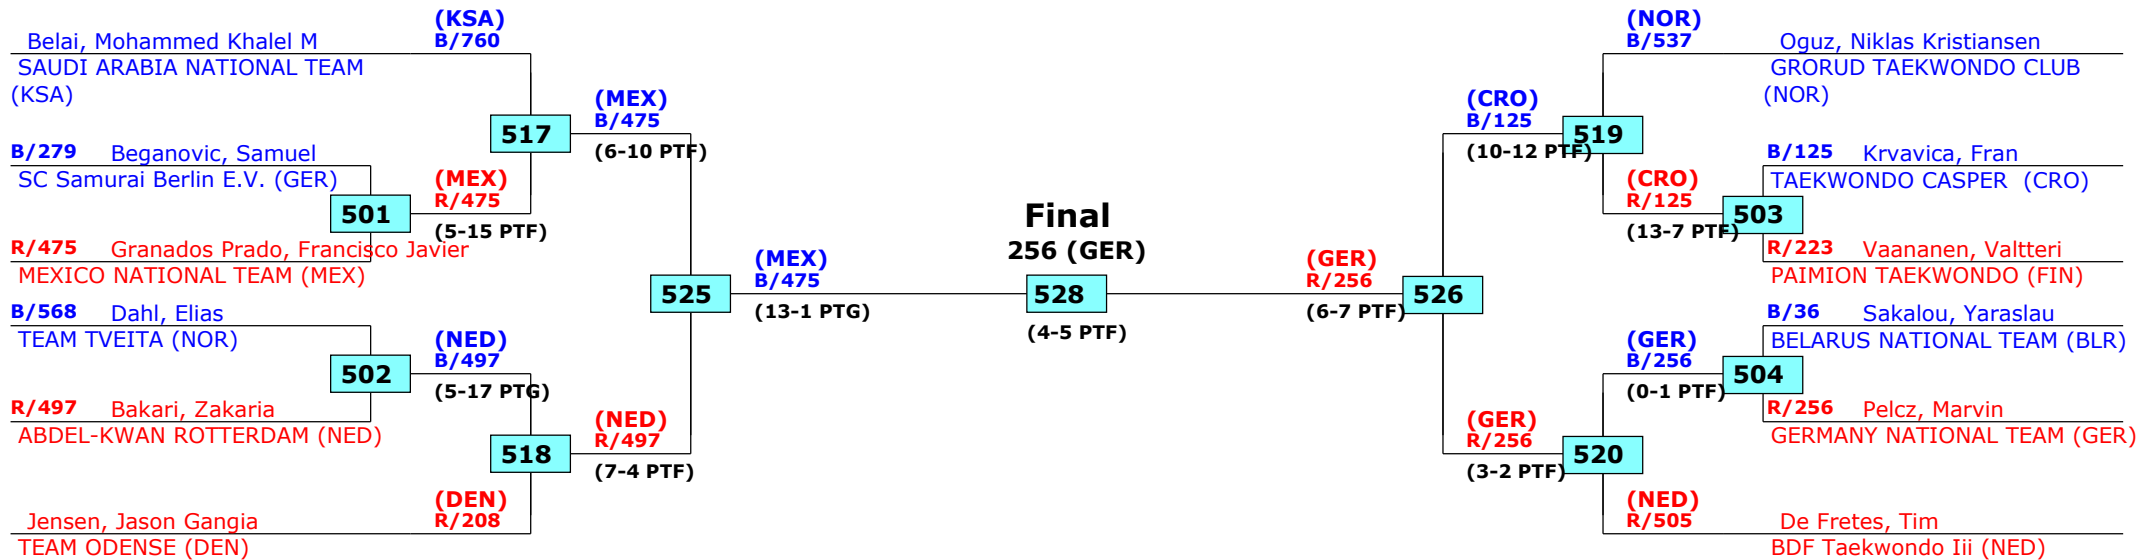 (KSA)
Belai, Mohammed Khalel M
B/760
SAUDI ARABIA NATIONAL TEAM
(KSA)
517
B/279
Beganovic, Samuel
SC Samurai Berlin E.V. (GER)
501
(MEX)
R/475
(5-15 PTF)
R/475
Granados Prado, Francisco Javier
MEXICO NATIONAL TEAM (MEX)
(MEX)
B/475
(6-10 PTF)
B/568
Dahl, Elias
TEAM TVEITA (NOR)
502
(NED)
B/497
(5-17 PTG)
R/497
Bakari, Zakaria
ABDEL-KWAN ROTTERDAM (NED)
518
(NED)
R/497
(7-4 PTF)
(DEN)
R/208
Jensen, Jason Gangia
TEAM ODENSE (DEN)
525
(MEX)
B/475
(13-1 PTG)
Final
256 (GER)
528
(4-5 PTF)
(GER)
R/256
(6-7 PTF)
526
(CRO)
B/125
(10-12 PTF)
519
(NOR)
B/537
Oguz, Niklas Kristiansen
GRORUD TAEKWONDO CLUB
(NOR)
(CRO)
R/125
(13-7 PTF)
503
B/125
Krvavica, Fran
TAEKWONDO CASPER (CRO)
R/223
Vaananen, Valtteri
PAIMION TAEKWONDO (FIN)
(GER)
B/256
(0-1 PTF)
504
B/36
Sakalou, Yaraslau
BELARUS NATIONAL TEAM (BLR)
R/256
Pelcz, Marvin
GERMANY NATIONAL TEAM (GER)
(GER)
R/256
(3-2 PTF)
520
(NED)
R/505
De Fretes, Tim
BDF Taekwondo Iii (NED)